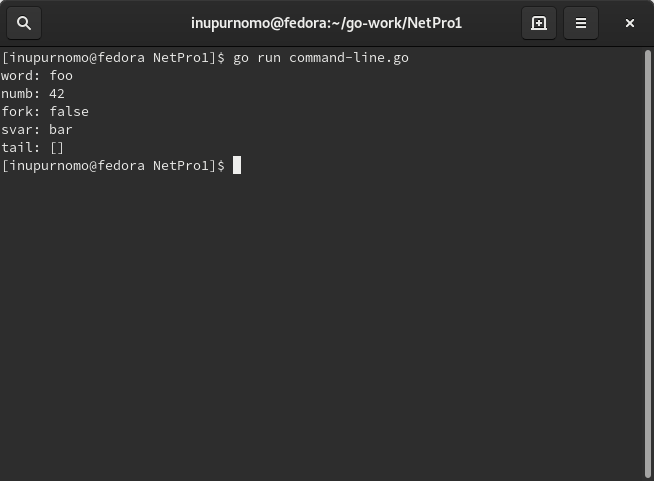 inupurnomo@fedora:~/go-work/NetPro1
[inupurnomo@fedora NetPro1]$ go run command-line.go
word: foo
numb: 42
fork: false
svar: bar
tail: []
[inupurnomo@fedora NetPro1]$